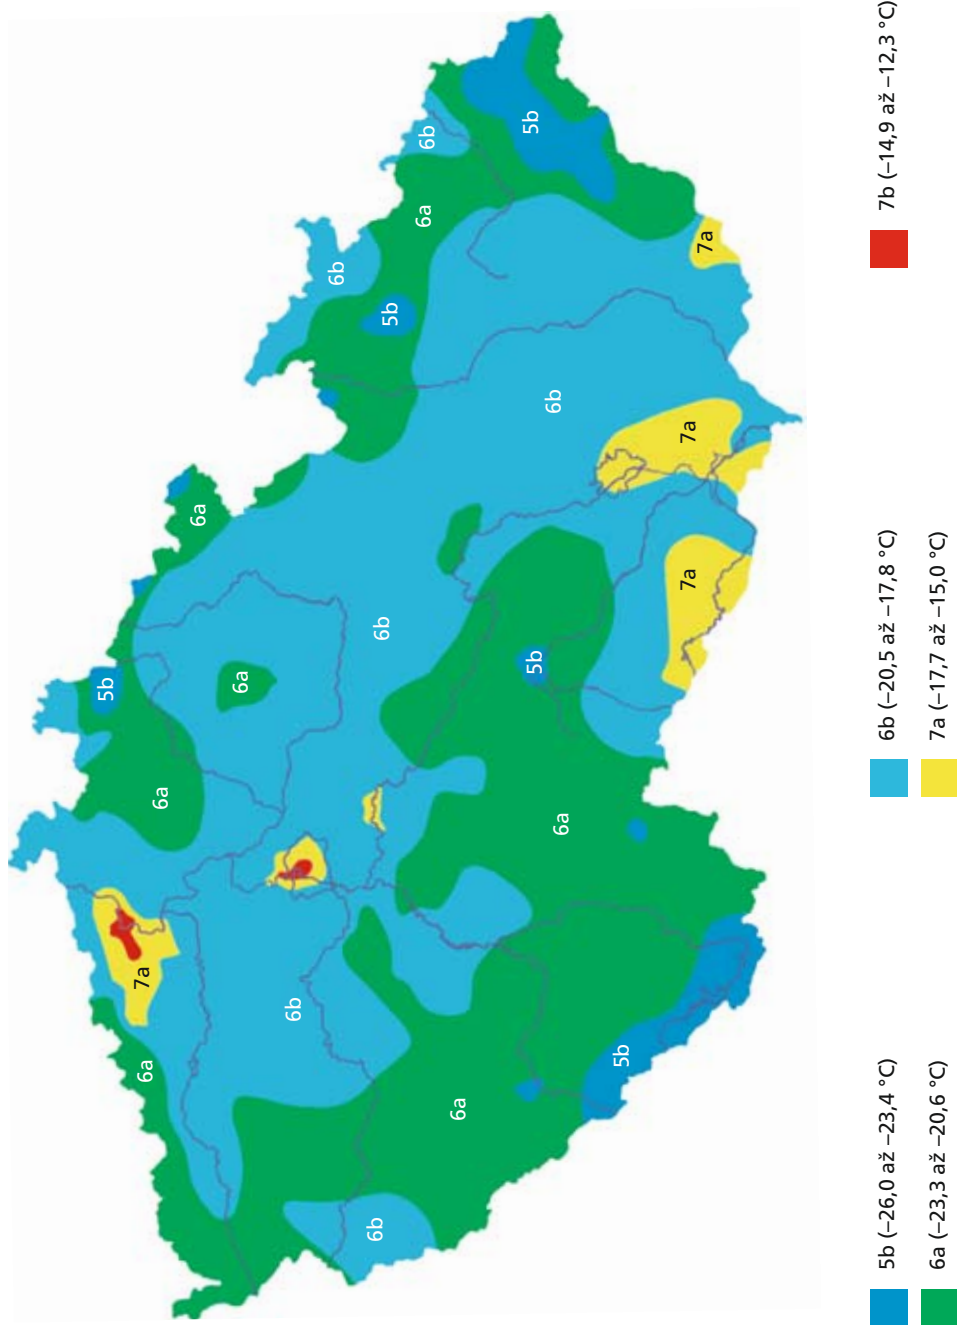 5b
7a
6a
6a
6a
6a
6b
6b
6b
6b
5b
6a
6b
6a
5b
5b
6b
6a
5b
7a
7a
7a
5b (–26,0 až –23,4 °C)
6a (–23,3 až –20,6 °C)
6b (–20,5 až –17,8 °C)
7a (–17,7 až –15,0 °C)
7b (–14,9 až –12,3 °C)